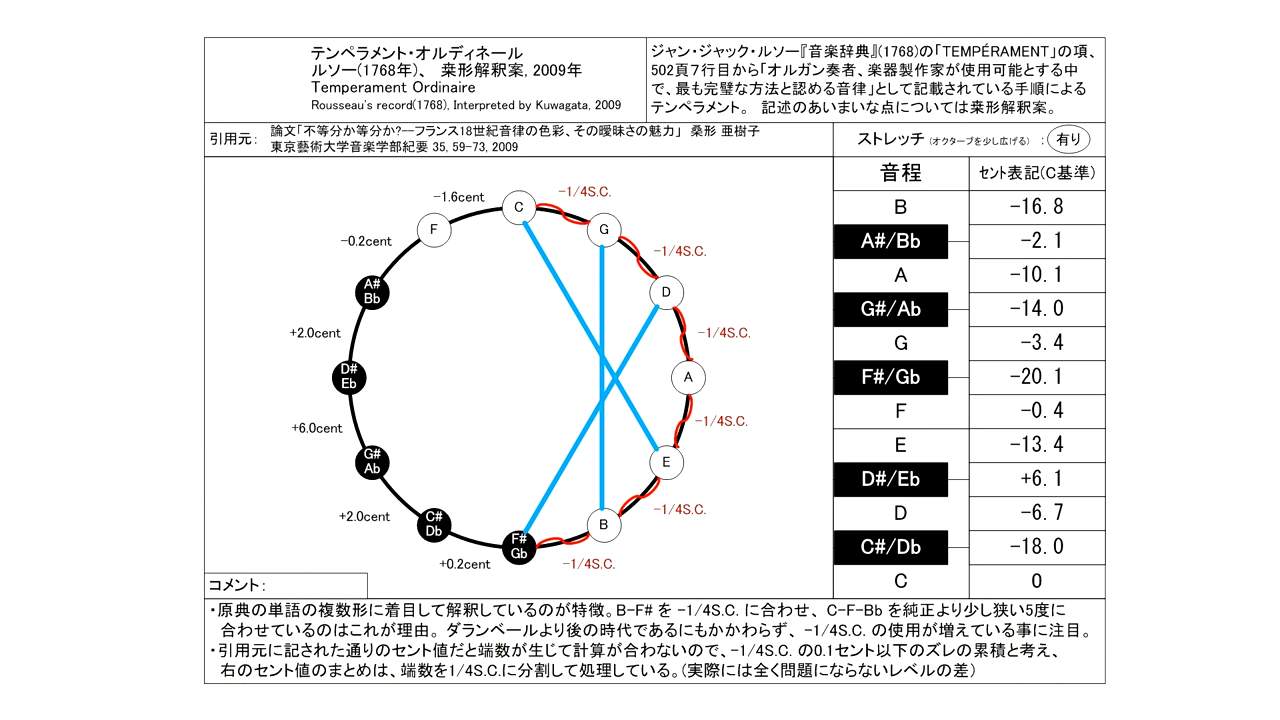 テンペラメント・オルディネール
ルソー(1768年)、 桒形解釈案, 2009年
Temperament Ordinaire
Rousseau's record(1768), Interpreted by Kuwagata, 2009
ジャン・ジャック・ルソー『音楽辞典』(1768)の「TEMPÉRAMENT」の項、
502頁7行目から「オルガン奏者、楽器製作家が使用可能とする中
で、最も完璧な方法と認める音律」として記載されている手順による
テンペラメント。 記述のあいまいな点については桒形解釈案。
引用元:
論文「不等分か等分か?--フランス18世紀音律の色彩、その曖昧さの魅力」 桑形 亜樹子
東京藝術大学音楽学部紀要 35, 59-73, 2009
ストレッチ (オクターブを少し広げる) : 有り
音程
セント表記(C基準)
B
-16.8
A#/Bb
-2.1
A
-10.1
G#/Ab
-14.0
G
-3.4
F#/Gb
-20.1
F
-0.4
E
-13.4
D#/Eb
+6.1
D
-6.7
C#/Db
-18.0
C
0
C
-1/4S.C.
G
-1/4S.C.
D
-1/4S.C.
A
-1/4S.C.
E
-1/4S.C.
B
-1/4S.C.
F#
Gb
+0.2cent
C#
Db
+2.0cent
G#
Ab
+6.0cent
D#
Eb
+2.0cent
A#
Bb
-0.2cent
F
-1.6cent
コメント:
・原典の単語の複数形に着目して解釈しているのが特徴。B-F# を -1/4S.C. に合わせ、 C-F-Bb を純正より少し狭い5度に
合わせているのはこれが理由。 ダランベールより後の時代であるにもかかわらず、 -1/4S.C. の使用が増えている事に注目。
・引用元に記された通りのセント値だと端数が生じて計算が合わないので、-1/4S.C. の0.1セント以下のズレの累積と考え、
右のセント値のまとめは、端数を1/4S.C.に分割して処理している。(実際には全く問題にならないレベルの差)